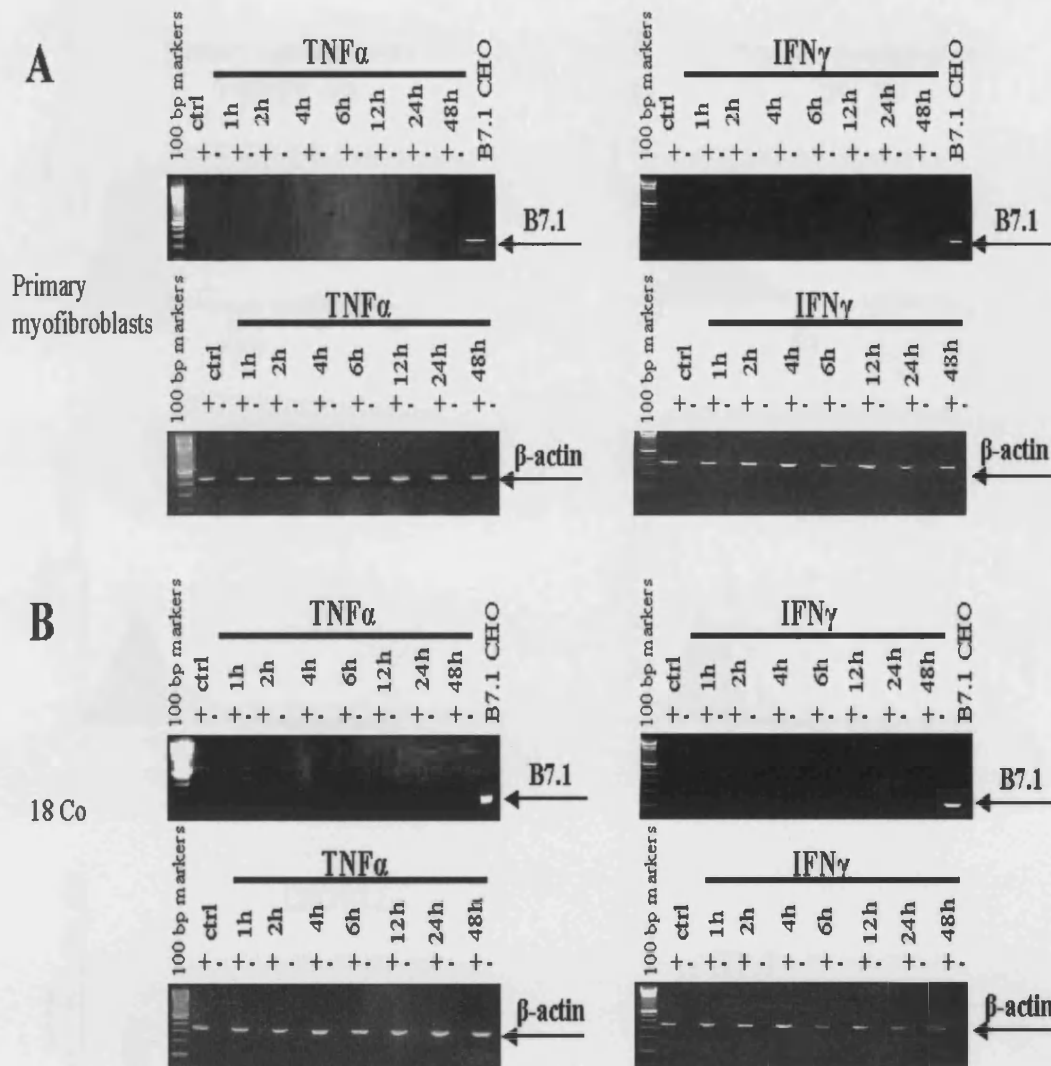 A
TNFα
IFNγ
100 bp markers
ctrl
1h
2h
4h
6h
12h
24h
48h
B7.1 CHO
100 bp markers
ctrl
1h
2h
4h
6h
12h
24h
48h
B7.1 CHO
+ - + - + - + - + - + - + - + -
+ - + - + - + - + - + - + - + -
B7.1
B7.1
Primary
myofibroblasts
TNFα
IFNγ
100 bp markers
ctrl
1h
2h
4h
6h
12h
24h
48h
100 bp markers
ctrl
1h
2h
4h
6h
12h
24h
48h
+ - + - + - + - + - + - + - + -
+ - + - + - + - + - + - + - + -
β-actin
β-actin
B
TNFα
IFNγ
100 bp markers
ctrl
1h
2h
4h
6h
12h
24h
48h
B7.1 CHO
100 bp markers
ctrl
1h
2h
4h
6h
12h
24h
48h
B7.1 CHO
+ - + - + - + - + - + - + - + -
+ - + - + - + - + - + - + - + -
B7.1
B7.1
18 Co
TNFα
IFNγ
100 bp markers
ctrl
1h
2h
4h
6h
12h
24h
48h
100 bp markers
ctrl
1h
2h
4h
6h
12h
24h
48h
+ - + - + - + - + - + - + - + -
+ - + - + - + - + - + - + - + -
β-actin
β-actin